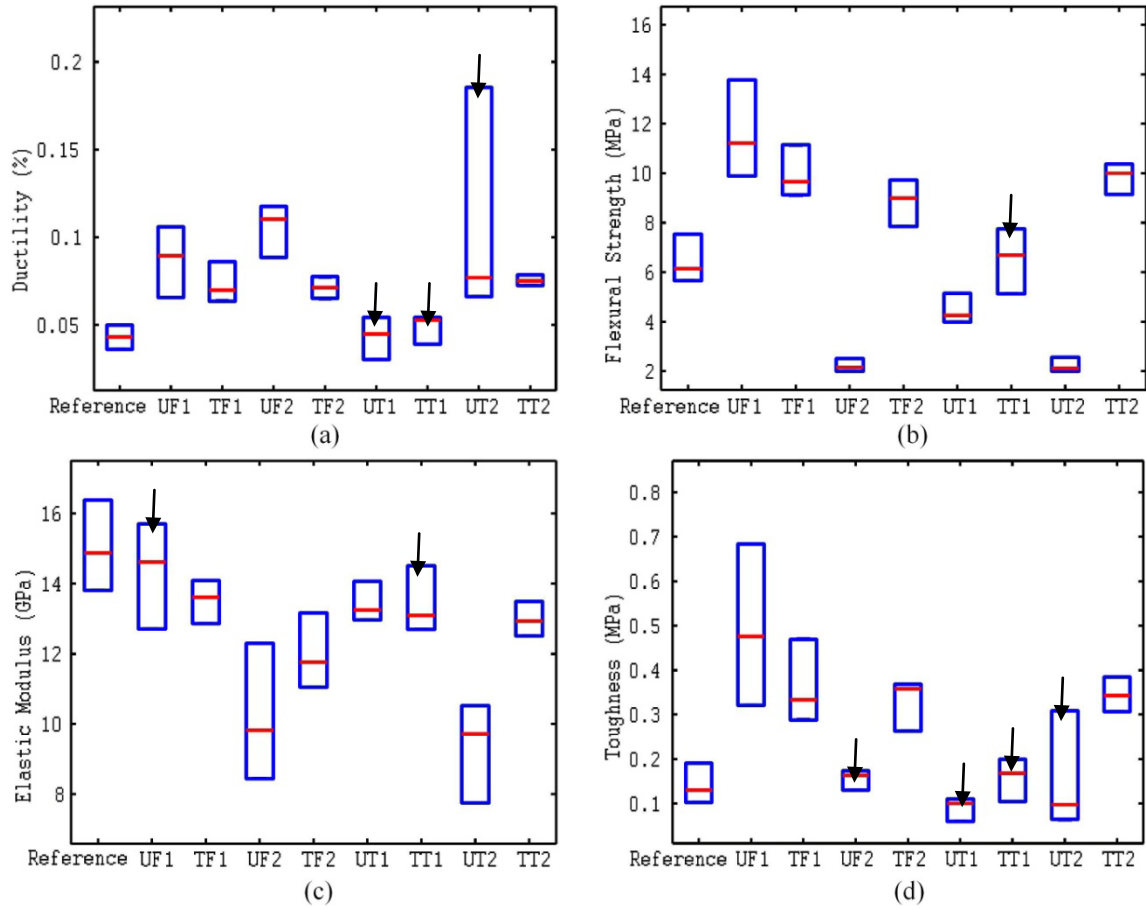 0.2
0.15
0.1
0.05
Ductility (%)
Reference UF1 TF1 UF2 TF2 UT1 TT1 UT2 TT2
(a)
16
14
12
10
8
6
4
2
Flexural Strength (MPa)
Reference UF1 TF1 UF2 TF2 UT1 TT1 UT2 TT2
(b)
16
14
12
10
8
Elastic Modulus (GPa)
Reference UF1 TF1 UF2 TF2 UT1 TT1 UT2 TT2
(c)
0.8
0.7
0.6
0.5
0.4
0.3
0.2
0.1
Toughness (MPa)
Reference UF1 TF1 UF2 TF2 UT1 TT1 UT2 TT2
(d)